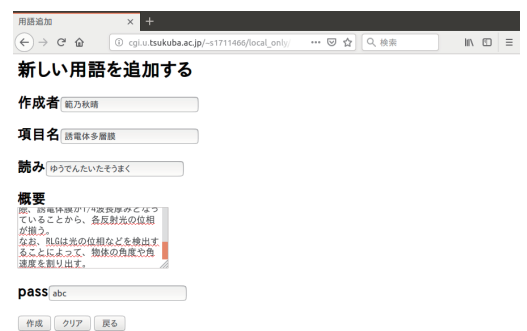 用語追加 × +
cgi.u.tsukuba.ac.jp/~s1711466/local_only/ 検索
新しい用語を追加する
作成者 範乃秋晴
項目名 誘電体多層膜
読み ゆうでんたいたそうまく
概要
際、誘電体膜が1/4波長厚みとなっ
ていることから、各反射光の位相
が揃う。
なお、RLGは光の位相などを検出す
ることによって、物体の角度や角
速度を割り出す。
pass abc
作成 クリア 戻る